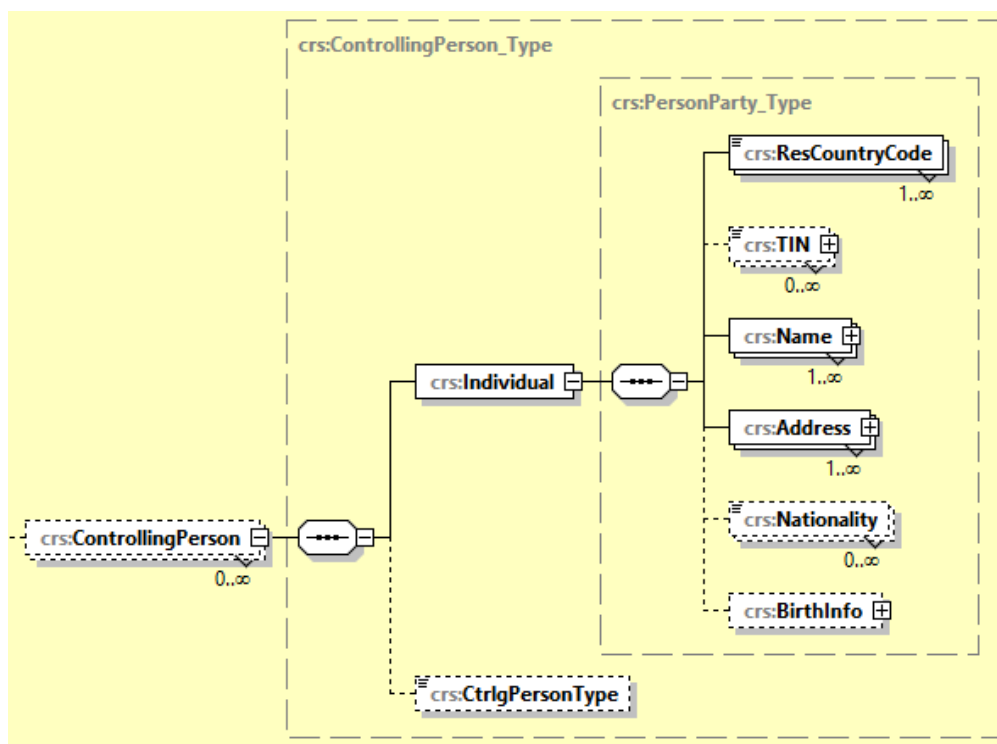 crs:ControllingPerson_Type
crs:PersonParty_Type
crs:ResCountryCode
1..∞
crs:TIN
0..∞
crs:Name
1..∞
crs:Individual
crs:Address
1..∞
crs:Nationality
0..∞
crs:ControllingPerson
0..∞
crs:BirthInfo
crs:CtrlgPersonType